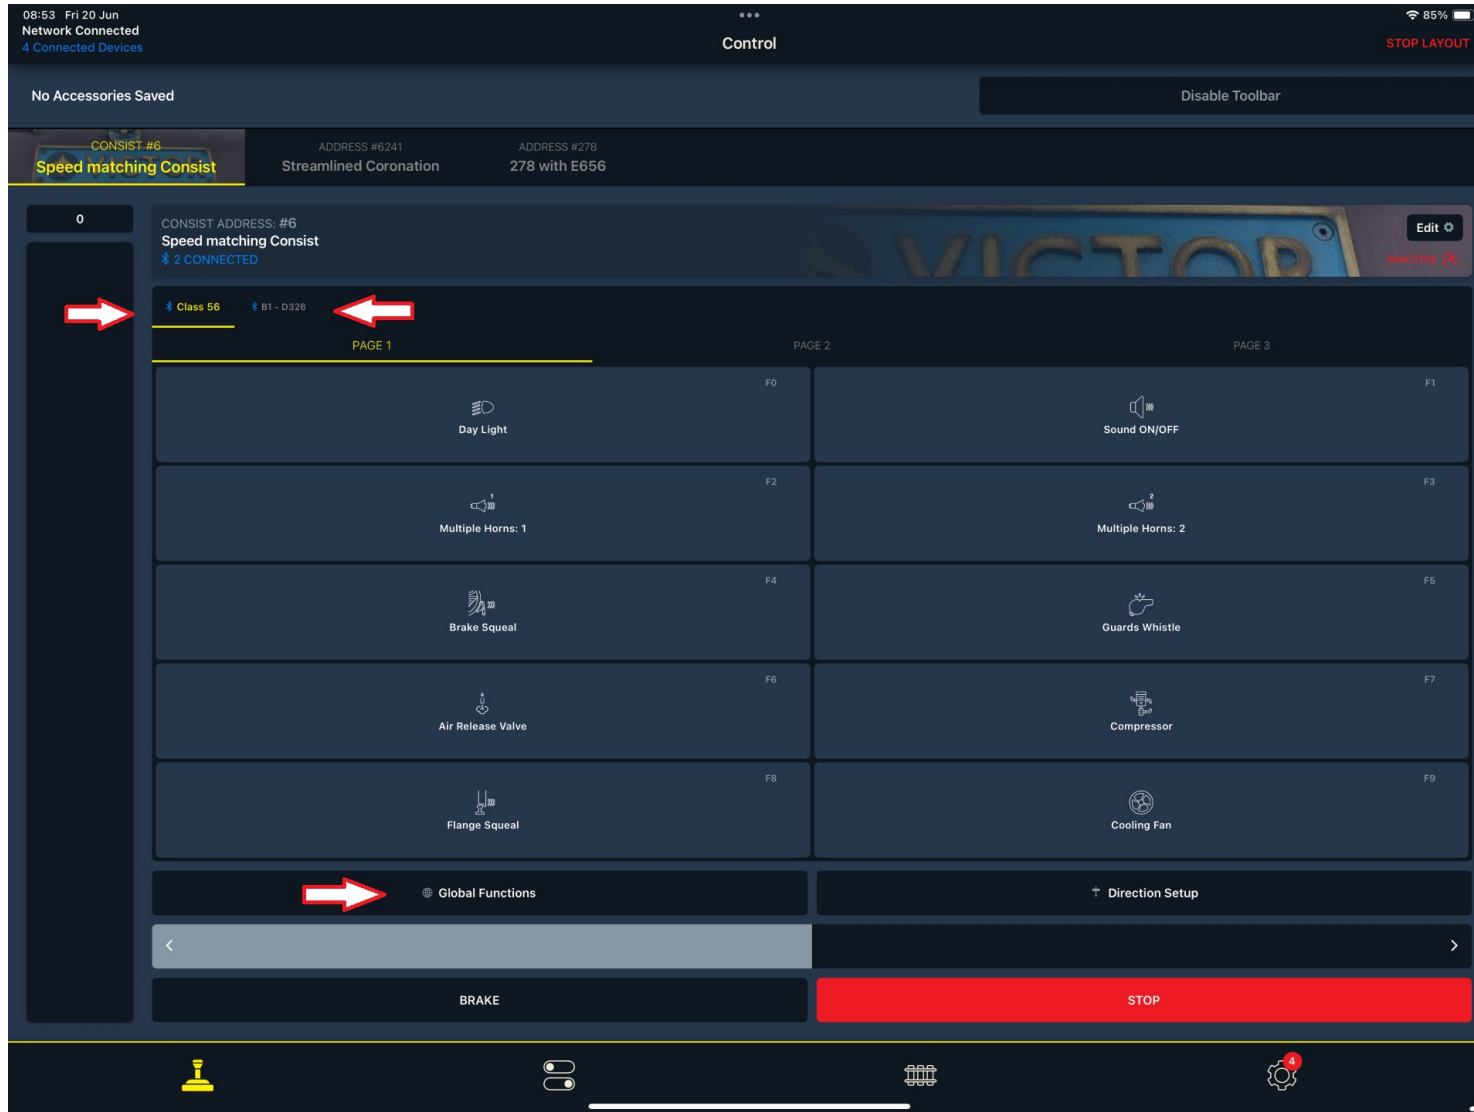 08:53 Fri 20 Jun
85%
Network Connected
4 Connected Devices
Control
STOP LAYOUT
No Accessories Saved
Disable Toolbar
CONSIST #6
Speed matching Consist
ADDRESS #6241
Streamlined Coronation
ADDRESS #278
278 with E656
0
CONSIST ADDRESS: #6
Speed matching Consist
2 CONNECTED
VICTOR
Edit
INACTIVE
Class 56
B1 - D326
PAGE 1
PAGE 2
PAGE 3
F0
Day Light
F1
Sound ON/OFF
F2
1
Multiple Horns: 1
F3
2
Multiple Horns: 2
F4
Brake Squeal
F5
Guards Whistle
F6
Air Release Valve
F7
Compressor
F8
Flange Squeal
F9
Cooling Fan
Global Functions
Direction Setup
BRAKE
STOP
4